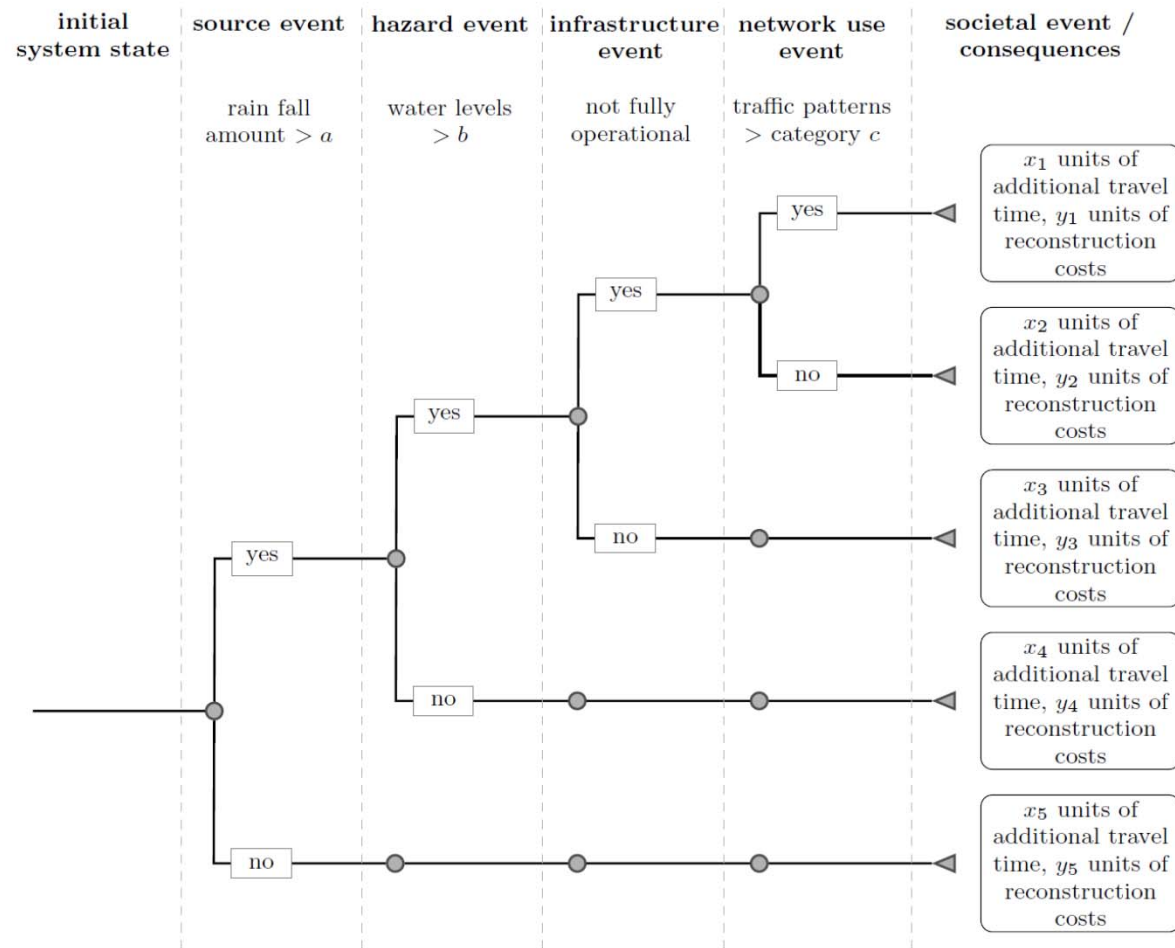 initial
system state
source event
hazard event
infrastructure
event
network use
event
societal event /
consequences
rain fall
amount > a
water levels
> b
not fully
operational
traffic patterns
> category c
yes
x₁ units of
additional travel
time, y₁ units of
reconstruction
costs
yes
no
x₂ units of
additional travel
time, y₂ units of
reconstruction
costs
yes
no
x₃ units of
additional travel
time, y₃ units of
reconstruction
costs
yes
no
x₄ units of
additional travel
time, y₄ units of
reconstruction
costs
no
x₅ units of
additional travel
time, y₅ units of
reconstruction
costs